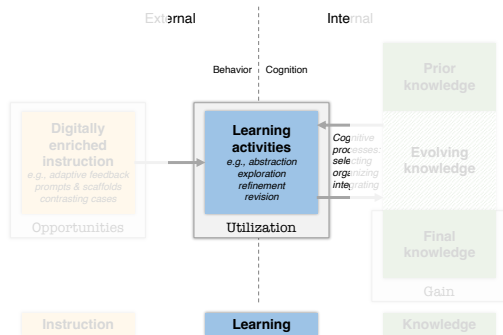 External
Internal
Behavior
Cognition
Prior
knowledge
Digitally
enriched
instruction
e.g., adaptive feedback
prompts & scaffolds
contrasting cases
Opportunities
Learning
activities
e.g., abstraction
exploration
refinement
revision
Utilization
Cognitive
processes:
selecting
organizing
integrating
Evolving
knowledge
Final
knowledge
Gain
Instruction
Learning
Knowledge